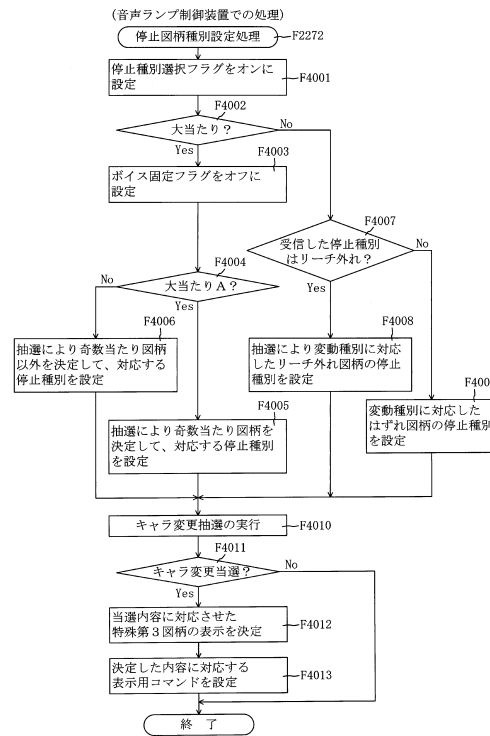 (音声ランプ制御装置での処理)
停止図柄種別設定処理
F2272
停止種別選択フラグをオンに
設定
F4001
F4002
大当たり？
No
Yes
F4003
ボイス固定フラグをオフに
設定
F4007
受信した停止種別
はリーチ外れ？
No
Yes
F4004
大当たりA？
No
Yes
F4006
抽選により奇数当たり図柄
以外を決定して、対応する
停止種別を設定
F4008
抽選により変動種別に対応
したリーチ外れ図柄の停止
種別を設定
F400
変動種別に対応した
はずれ図柄の停止種別
を設定
F4005
抽選により奇数当たり図柄を
決定して、対応する停止種別
を設定
キャラ変更抽選の実行
F4010
F4011
キャラ変更当選？
No
Yes
当選内容に対応させた
特殊第３図柄の表示を決定
F4012
決定した内容に対応する
表示用コマンドを設定
F4013
終 了